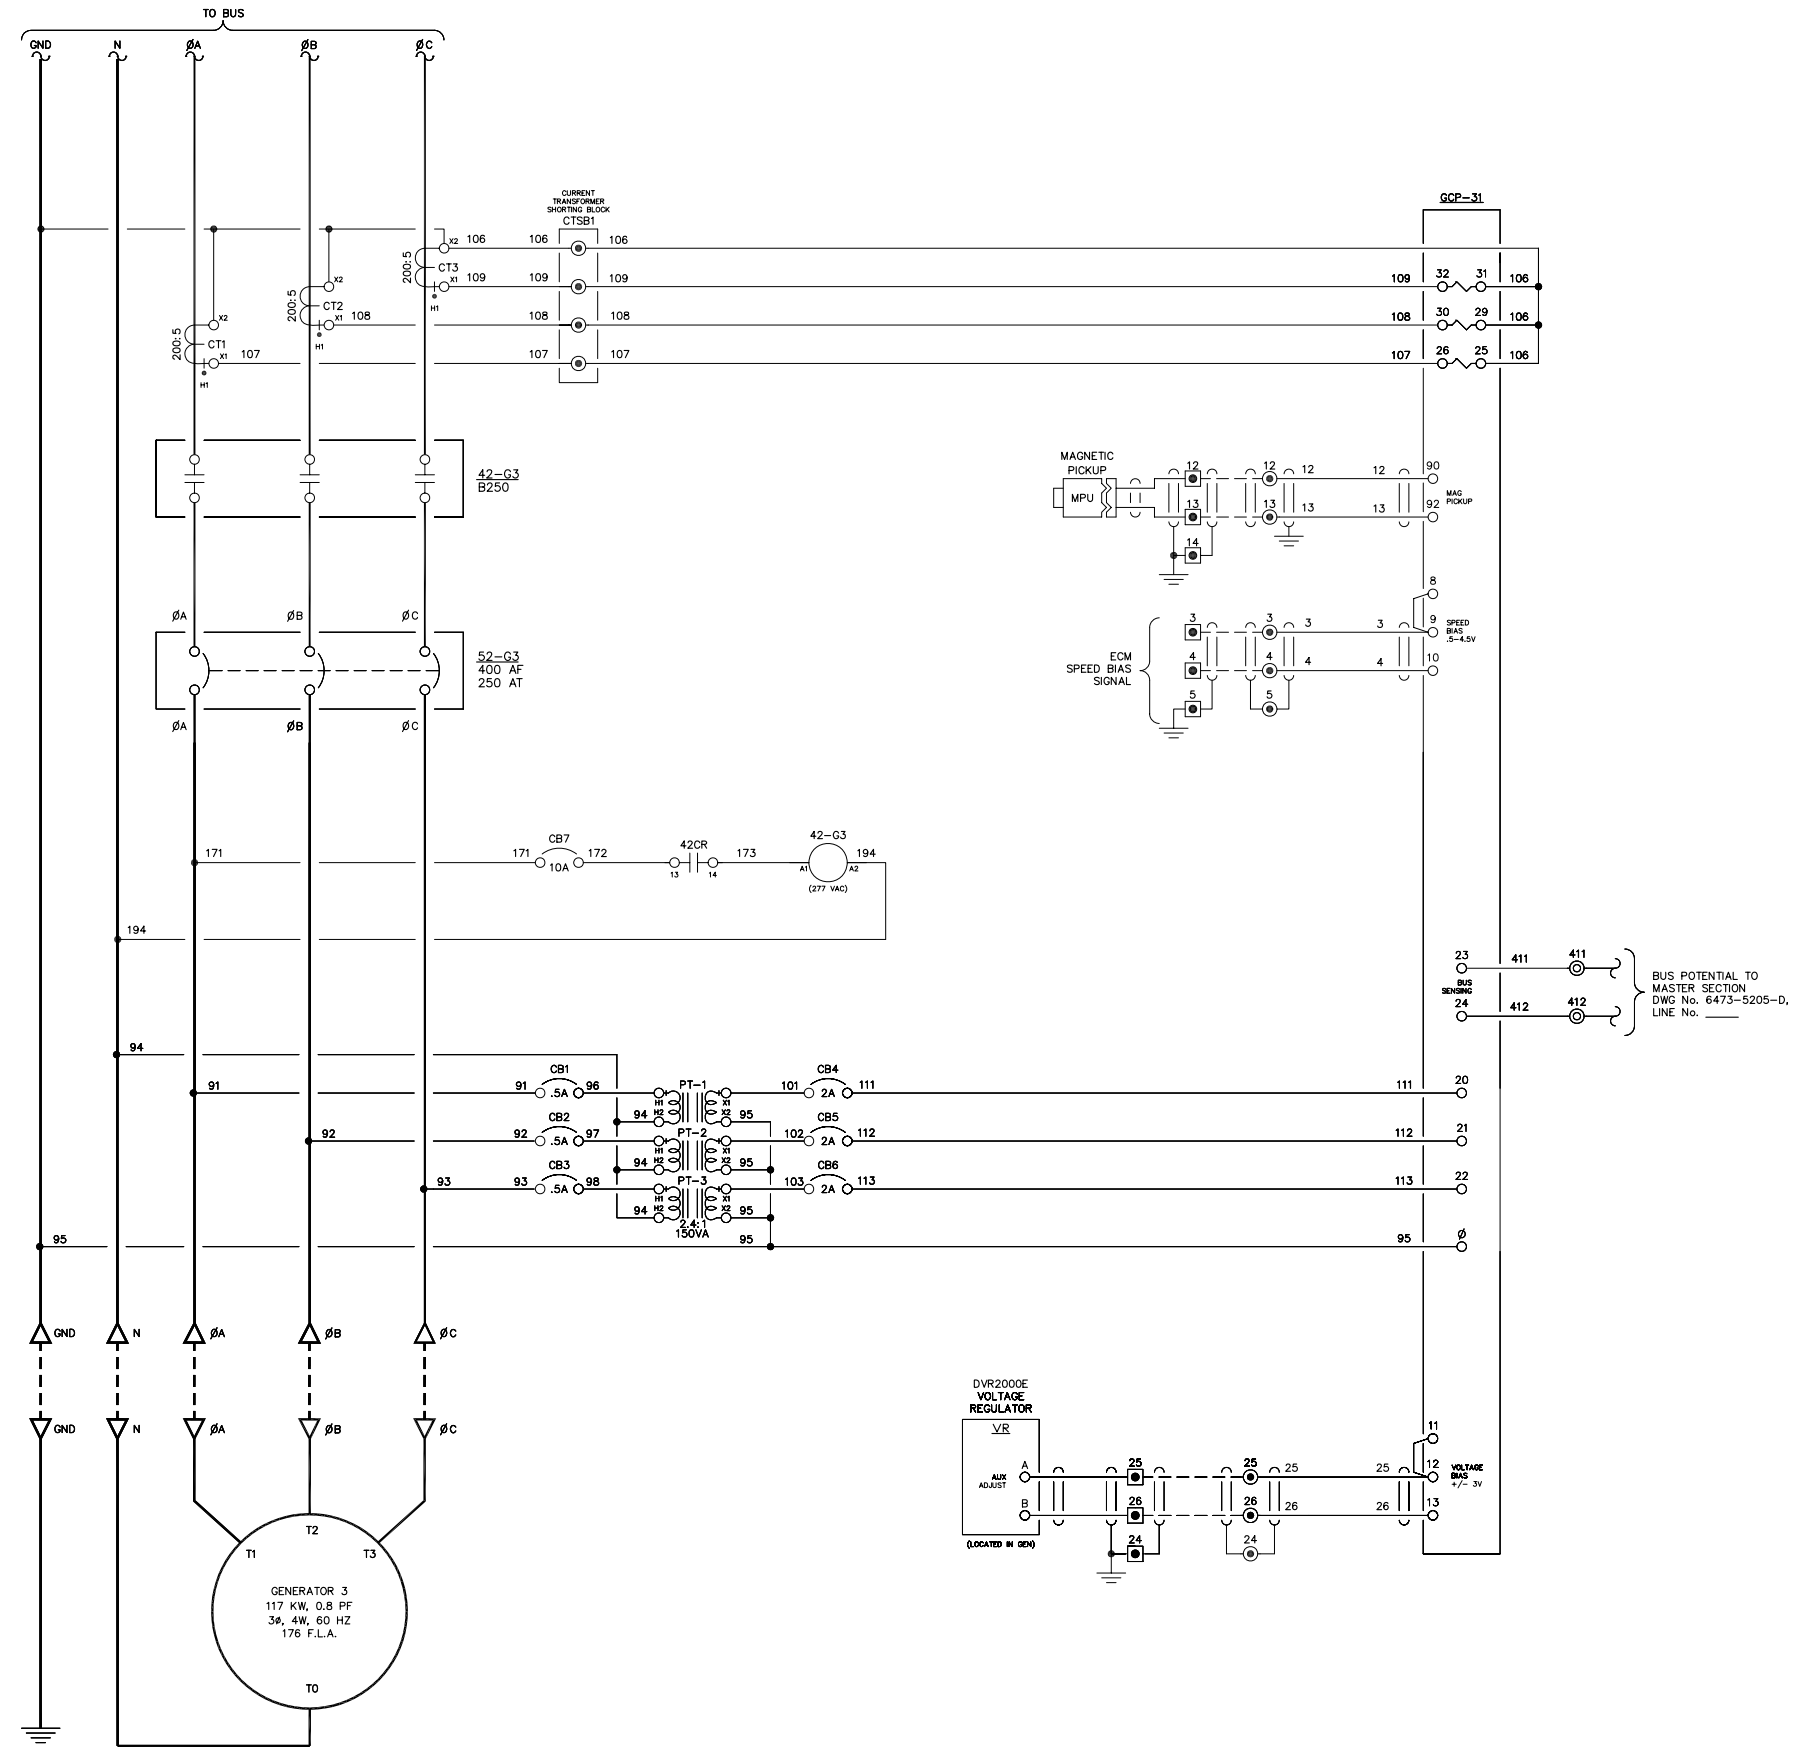 TO BUS
GND N ØA ØB ØC
CURRENT
TRANSFORMER
SHORTING BLOCK
CTSB1
GCP-31
X2 106 106 106
200:5 CT3
X1 109 109 109 109 32 31 106
H1
X2
200:5 CT2
X1 108 108 108 108 30 29 106
H1
X2
200:5 CT1
X1 107 107 107 107 26 25 106
H1
42-G3
B250
MAGNETIC
PICKUP
MPU
12 12 12 12 90
MAG
PICKUP
13 13 13 13 92
14
8
ØA ØB ØC
52-G3
400 AF
250 AT
ØA ØB ØC
ECM
SPEED BIAS
SIGNAL
3 3 3 3 9
SPEED
BIAS
.5-4.5V
4 4 4 4 10
5 5
171 171 CB7 172 42CR 173 42-G3 194
10A 13 14 A1 A2
(277 VAC)
194
23 411 411
BUS
SENSING
24 412 412
BUS POTENTIAL TO
MASTER SECTION
DWG No. 6473-5205-D,
LINE No. _____
94
91 91 CB1 96 PT-1 101 CB4 111 111 20
.5A H1 X1 2A
94 H2 X2 95
92 92 CB2 97 PT-2 102 CB5 112 112 21
.5A H1 X1 2A
94 H2 X2 95
93 93 CB3 98 PT-3 103 CB6 113 113 22
.5A H1 X1 2A
94 H2 X2 95
2.4:1
150VA
95 95 95 Ø
GND N ØA ØB ØC
GND N ØA ØB ØC
DVR2000E
VOLTAGE
REGULATOR
VR
11
A 25 25 25 25 12
AUX
ADJUST
VOLTAGE
BIAS
+/- 3V
B 26 26 26 26 13
24 24
(LOCATED IN GEN)
T2
T1 T3
GENERATOR 3
117 KW, 0.8 PF
3Ø, 4W, 60 HZ
176 F.L.A.
T0